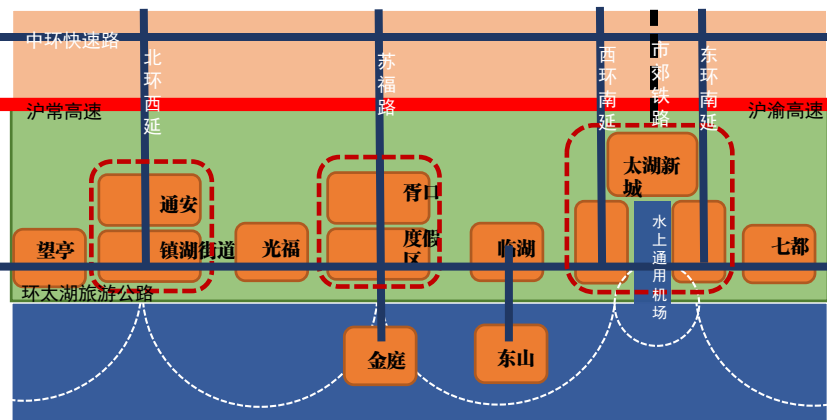 中环快速路
北环西延
苏福路
西环南延
市郊铁路
东环南延
沪常高速
沪渝高速
太湖新
城
通安
胥口
望亭
镇湖街道
光福
度假
区
临湖
水上通用机场
七都
环太湖旅游公路
金庭
东山